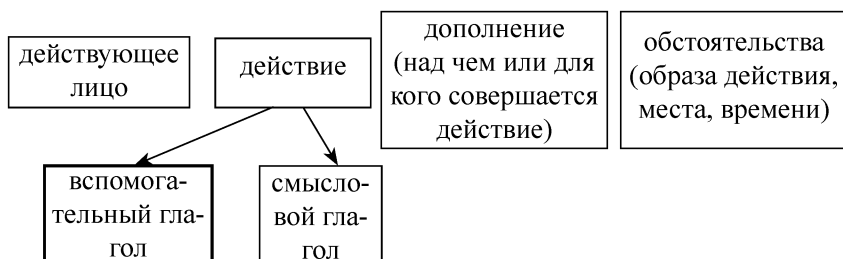 действующее
лицо
действие
дополнение
(над чем или для
кого совершается
действие)
обстоятельства
(образа действия,
места, времени)
вспомога-
тельный гла-
гол
смысло-
вой гла-
гол